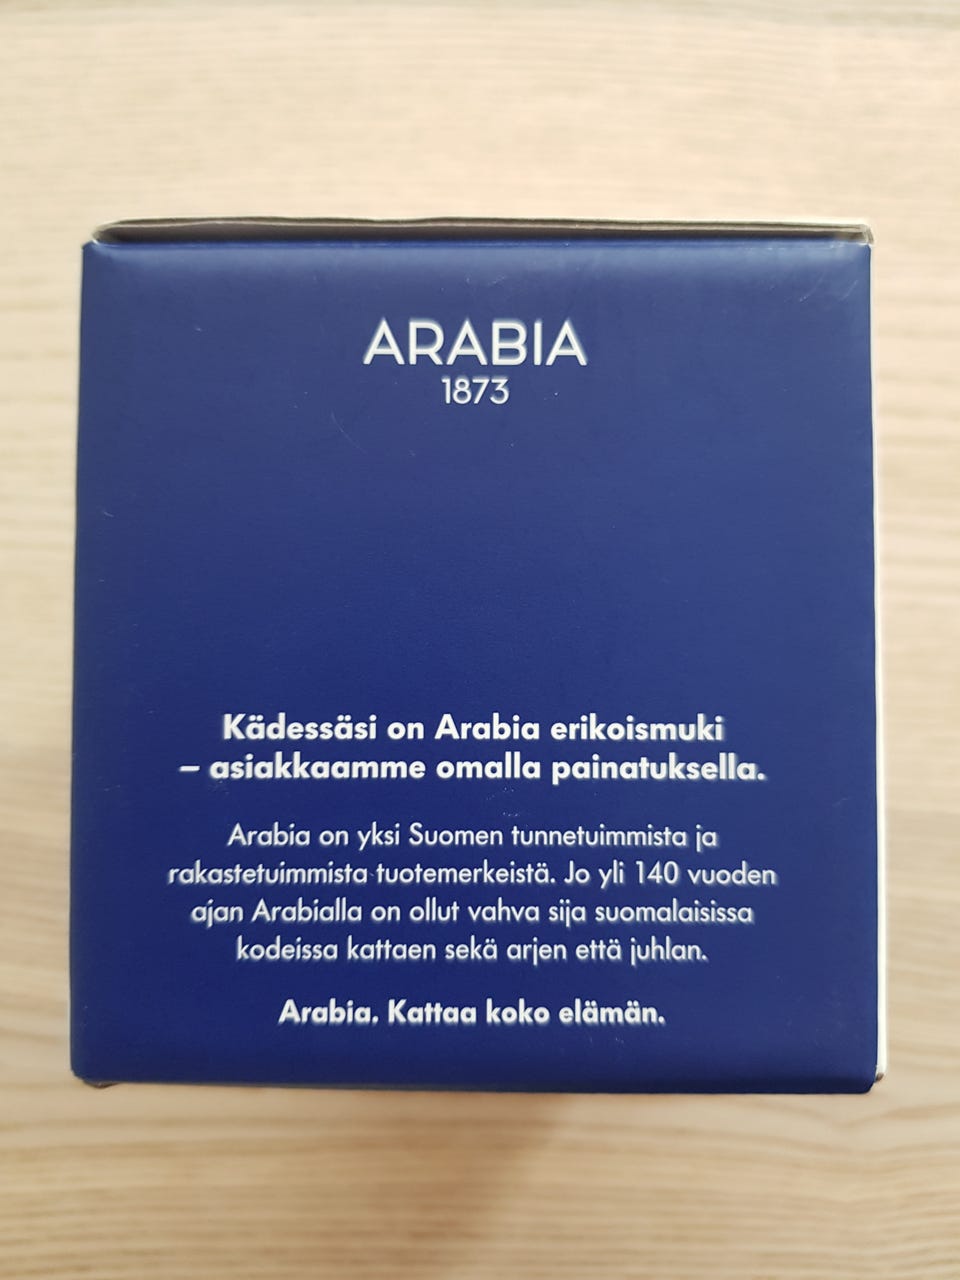 ARABIA
1873
Kädessäsi on Arabia erikoismuki
– asiakkaamme omalla painatuksella.
Arabia on yksi Suomen tunnetuimmista ja
rakastetuimmista tuotemerkeistä. Jo yli 140 vuoden
ajan Arabialla on ollut vahva sija suomalaisissa
kodeissa kattaen sekä arjen että juhlan.
Arabia. Kattaa koko elämän.